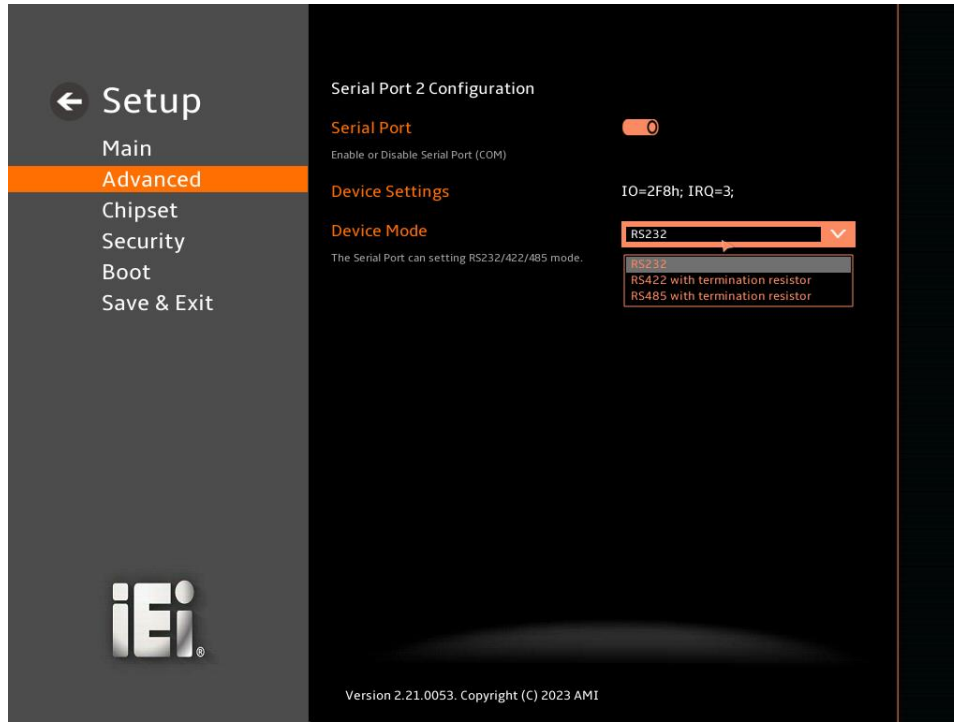 Setup
Main
Advanced
Chipset
Security
Boot
Save & Exit
iEi®
Serial Port 2 Configuration
Serial Port
Enable or Disable Serial Port (COM)
Device Settings IO=2F8h; IRQ=3;
Device Mode RS232
The Serial Port can setting RS232/422/485 mode.
RS232
RS422 with termination resistor
RS485 with termination resistor
Version 2.21.0053. Copyright (C) 2023 AMI